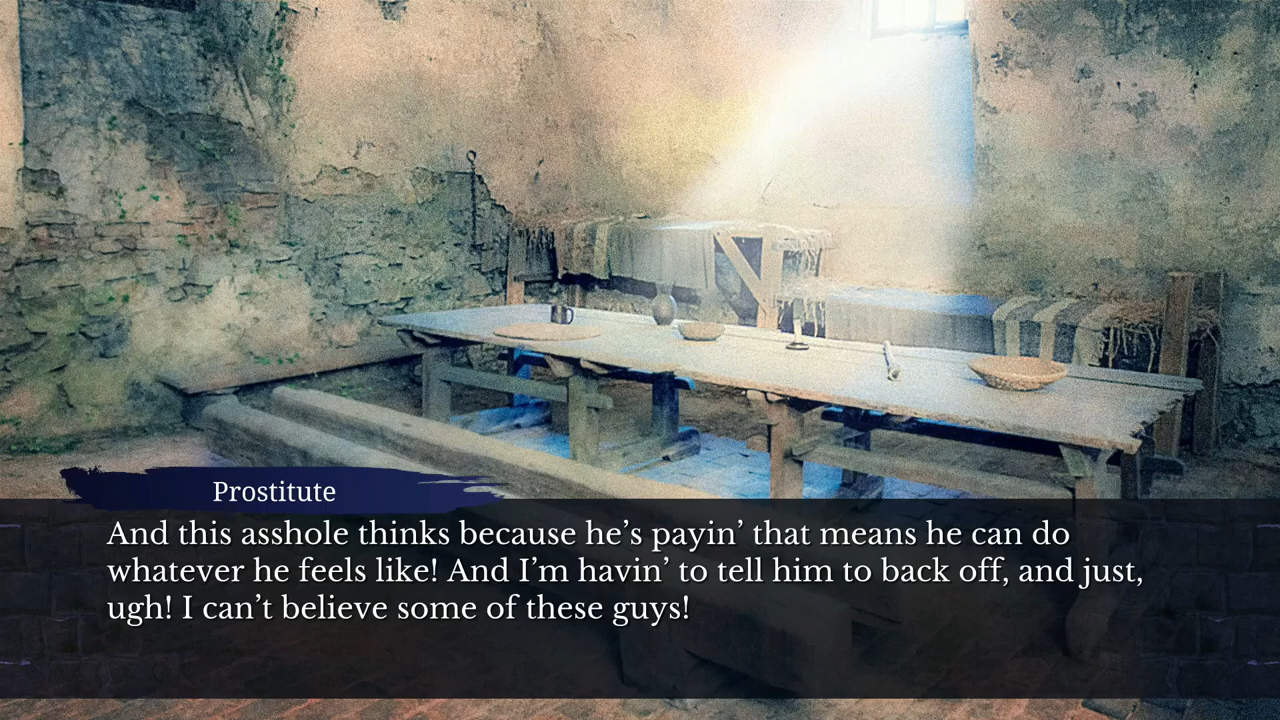 Prostitute
And this asshole thinks because he’s payin’ that means he can do
whatever he feels like! And I’m havin’ to tell him to back off, and just,
ugh! I can’t believe some of these guys!